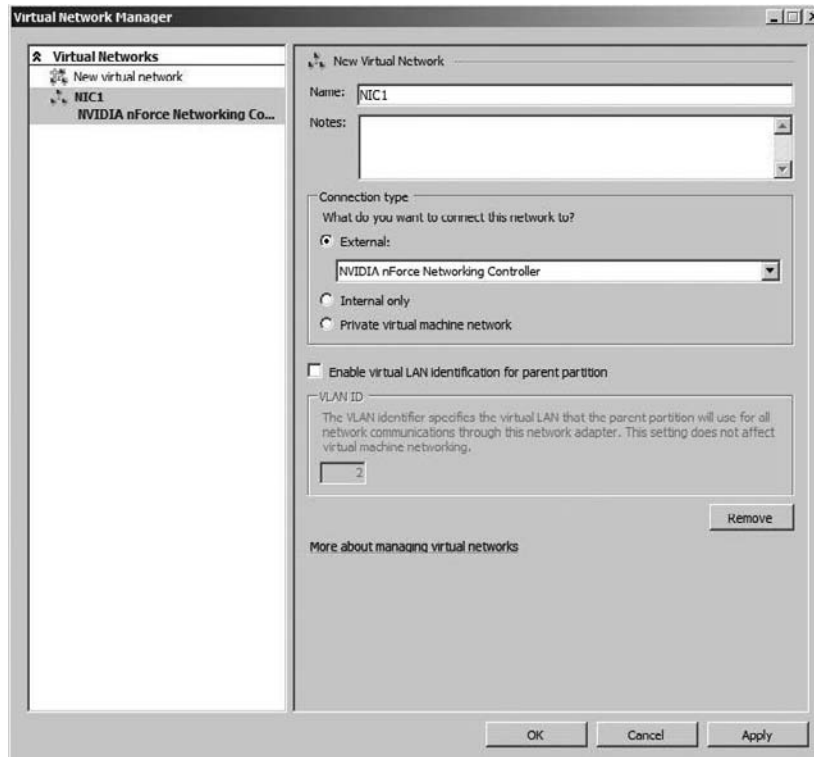 Virtual Network Manager
Virtual Networks
New virtual network
NIC1
NVIDIA nForce Networking Co...
New Virtual Network
Name: NIC1
Notes:
Connection type
What do you want to connect this network to?
External:
NVIDIA nForce Networking Controller
Internal only
Private virtual machine network
Enable virtual LAN identification for parent partition
VLAN ID
The VLAN identifier specifies the virtual LAN that the parent partition will use for all
network communications through this network adapter. This setting does not affect
virtual machine networking.
2
Remove
More about managing virtual networks
OK Cancel Apply